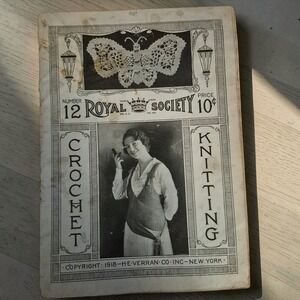 NUMBER
12
ROYAL SOCIETY
PRICE
10¢
CROCHET
KNITTING
COPYRIGHT·1918·H·E·VERRAN·CO·INC·NEW YORK·